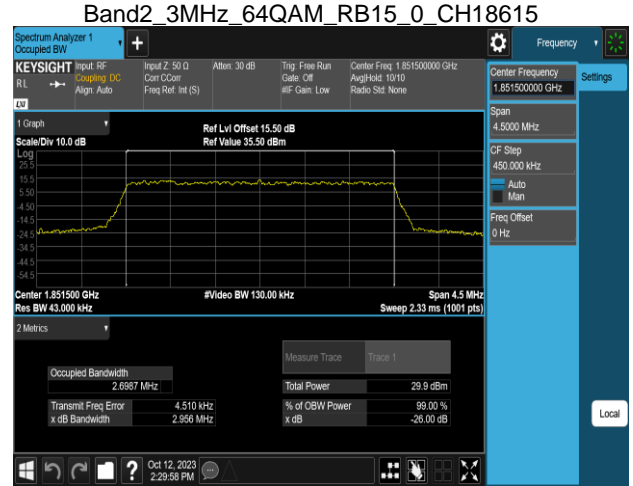 Band2_3MHz_64QAM_RB15_0_CH18615
Spectrum Analyzer 1
Occupied BW
Frequency
KEYSIGHT
RL
LXI
Input: RF
Coupling: DC
Align: Auto
Input Z: 50 Ω
Corr CCorr
Freq Ref: Int (S)
Atten: 30 dB
Trig: Free Run
Gate: Off
#IF Gain: Low
Center Freq: 1.851500000 GHz
Avg|Hold: 10/10
Radio Std: None
Center Frequency
1.851500000 GHz
Settings
Span
4.5000 MHz
CF Step
450.000 kHz
Auto
Man
Freq Offset
0 Hz
1 Graph
Scale/Div 10.0 dB
Ref Lvl Offset 15.50 dB
Ref Value 35.50 dBm
Log
25.5
15.5
5.50
-4.50
-14.5
-24.5
-34.5
-44.5
-54.5
Center 1.851500 GHz
#Video BW 130.00 kHz
Span 4.5 MHz
Res BW 43.000 kHz
Sweep 2.33 ms (1001 pts)
2 Metrics
Measure Trace
Trace 1
Occupied Bandwidth
2.6987 MHz
Total Power
29.9 dBm
Transmit Freq Error
4.510 kHz
% of OBW Power
99.00 %
x dB Bandwidth
2.956 MHz
x dB
-26.00 dB
Local
Oct 12, 2023
2:29:58 PM